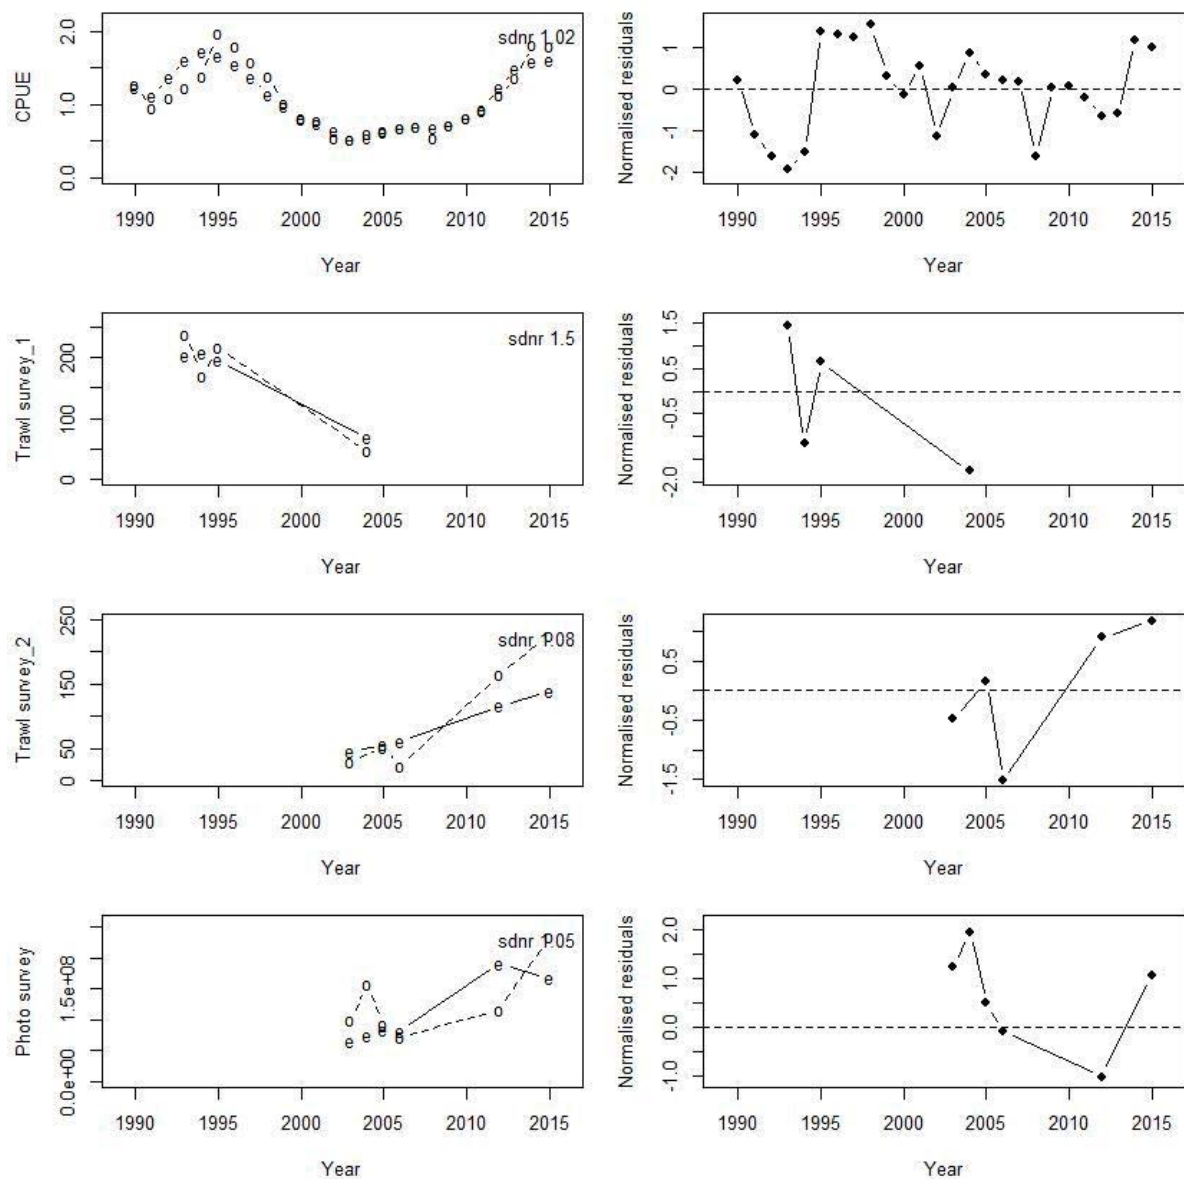 CPUE
2.0
1.0
0.0
sdnr 1.02
1990 1995 2000 2005 2010 2015
Year
Normalised residuals
1
0
-1
-2
1990 1995 2000 2005 2010 2015
Year
Trawl survey_1
200
100
0
sdnr 1.5
1990 1995 2000 2005 2010 2015
Year
Normalised residuals
1.5
0.5
-0.5
-2.0
1990 1995 2000 2005 2010 2015
Year
Trawl survey_2
250
150
50
0
sdnr 1.08
1990 1995 2000 2005 2010 2015
Year
Normalised residuals
0.5
-0.5
-1.5
1990 1995 2000 2005 2010 2015
Year
Photo survey
1.5e+08
0.0e+00
sdnr 1.05
1990 1995 2000 2005 2010 2015
Year
Normalised residuals
2.0
1.0
0.0
-1.0
1990 1995 2000 2005 2010 2015
Year